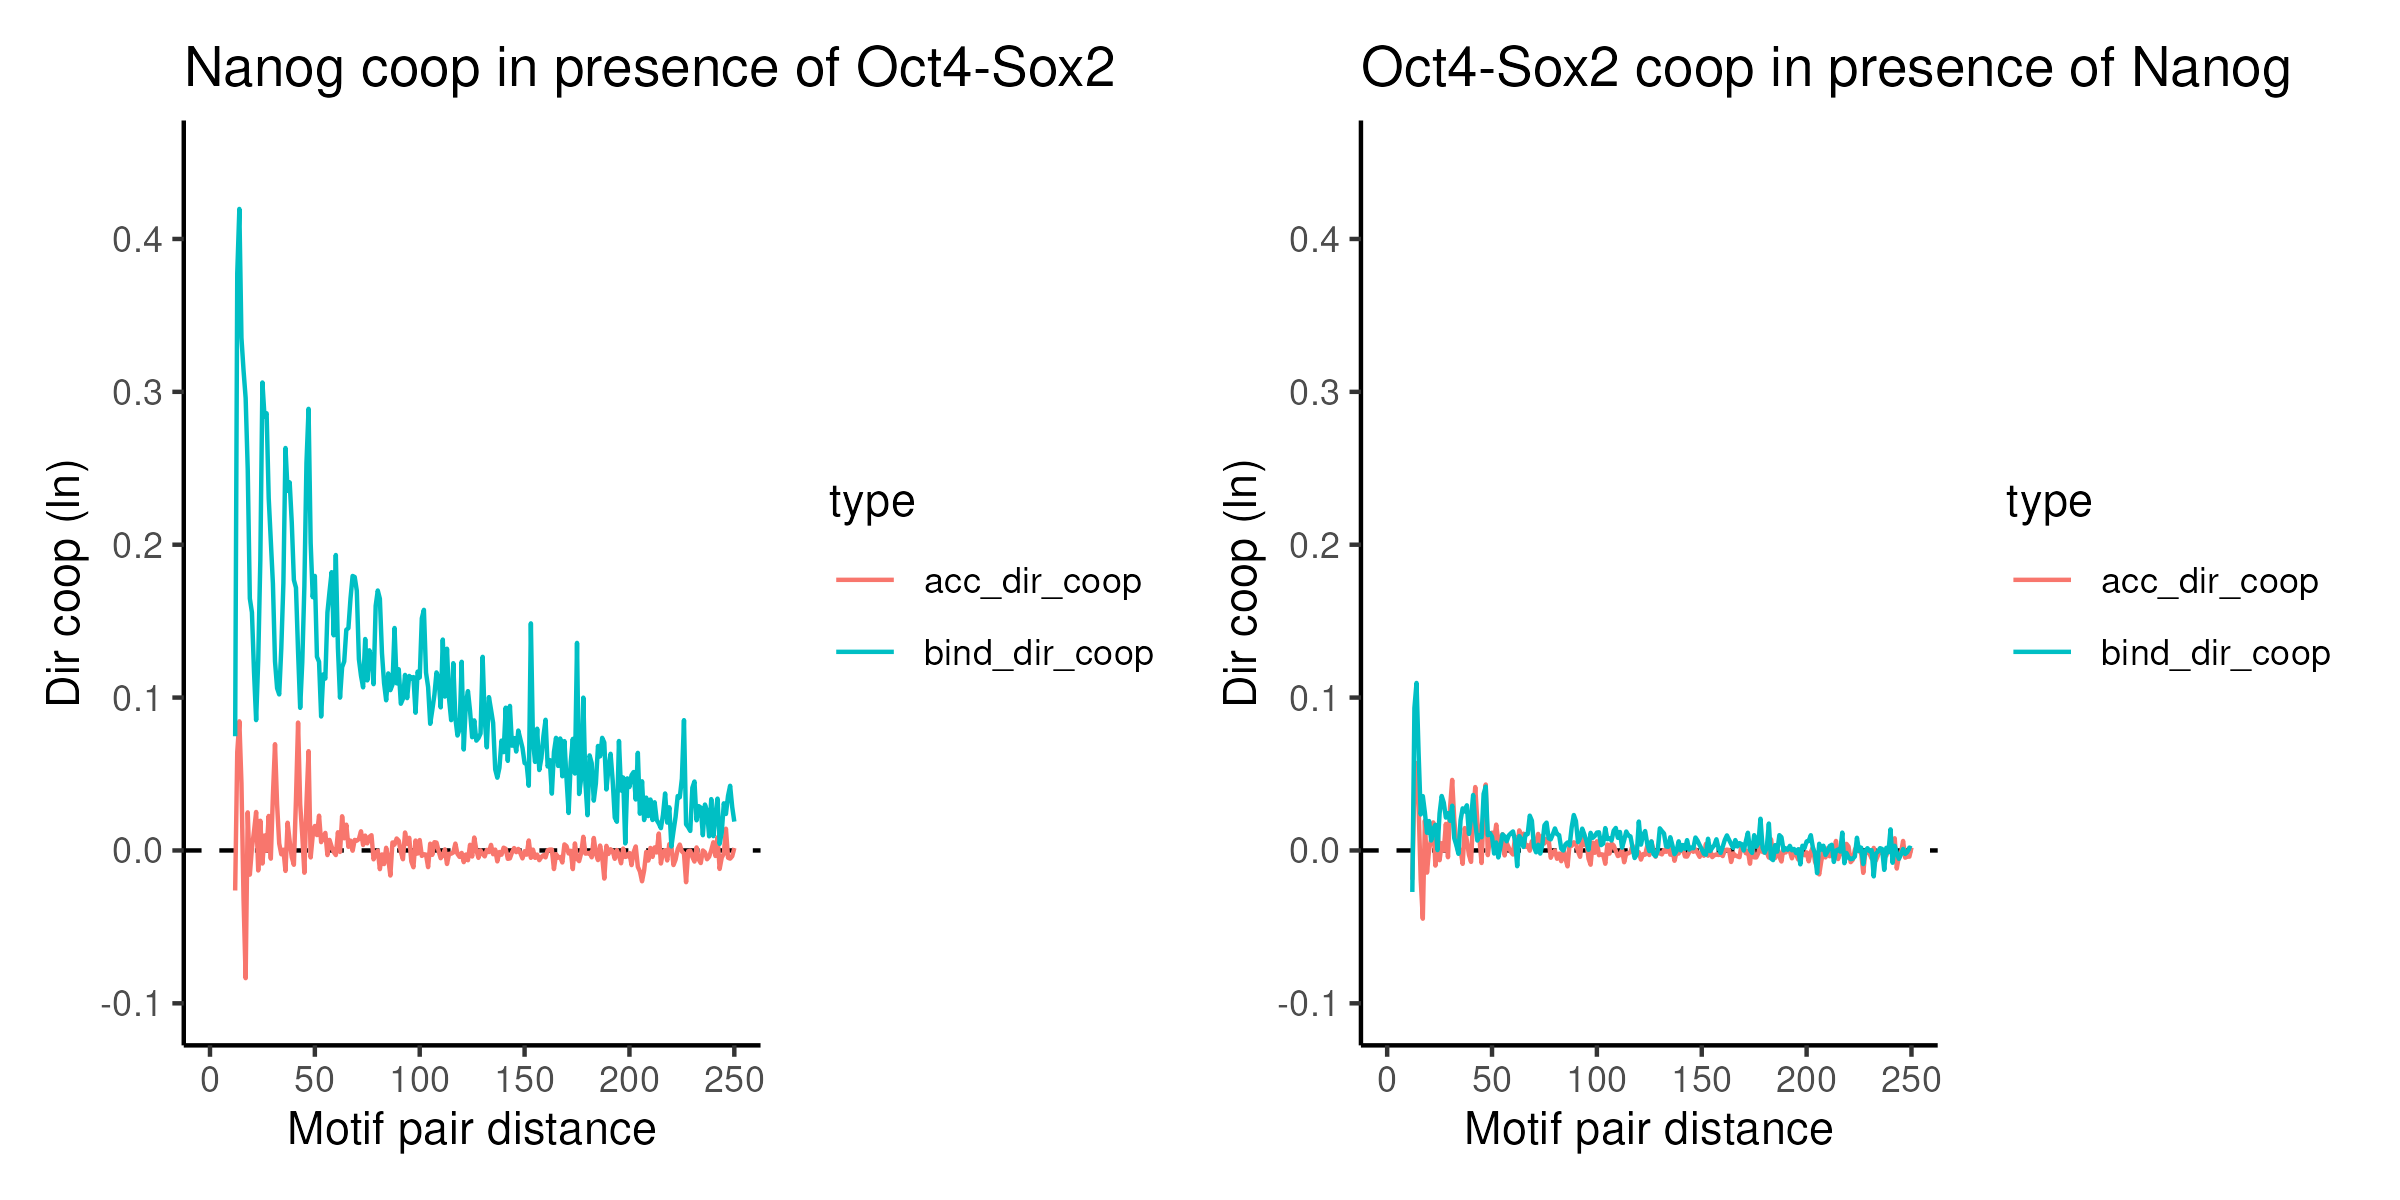 Nanog coop in presence of Oct4-Sox2
Dir coop (ln)
0.4
0.3
0.2
0.1
0.0
-0.1
0 50 100 150 200 250
Motif pair distance
type
acc_dir_coop
bind_dir_coop
Oct4-Sox2 coop in presence of Nanog
Dir coop (ln)
0.4
0.3
0.2
0.1
0.0
-0.1
0 50 100 150 200 250
Motif pair distance
type
acc_dir_coop
bind_dir_coop